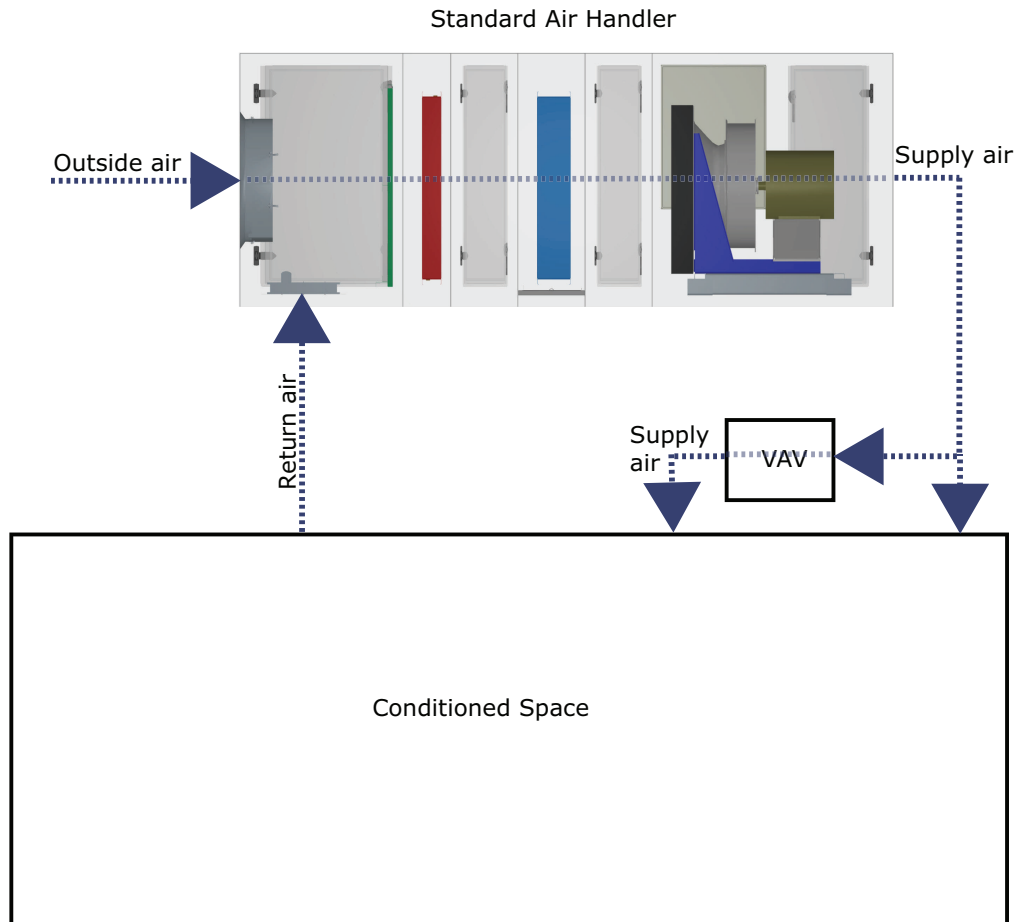 Standard Air Handler
Outside air
Supply air
Return air
Supply
air
VAV
Conditioned Space